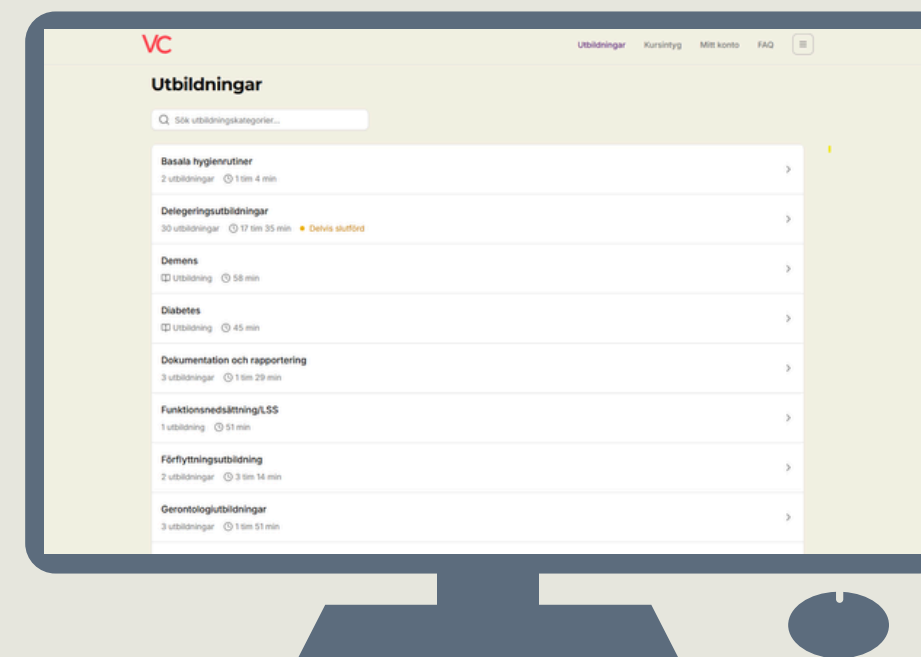 VC
Utbildningar Kursintyg Mitt konto FAQ
Utbildningar
Sök utbildningskategorier...
Basala hygienrutiner
2 utbildningar 1 tim 4 min
Delegeringsutbildningar
30 utbildningar 17 tim 35 min Delvis slutförd
Demens
Utbildning 58 min
Diabetes
Utbildning 45 min
Dokumentation och rapportering
3 utbildningar 1 tim 29 min
Funktionsnedsättning/LSS
1 utbildning 51 min
Förflyttningsutbildning
2 utbildningar 3 tim 14 min
Gerontologiutbildningar
3 utbildningar 1 tim 51 min